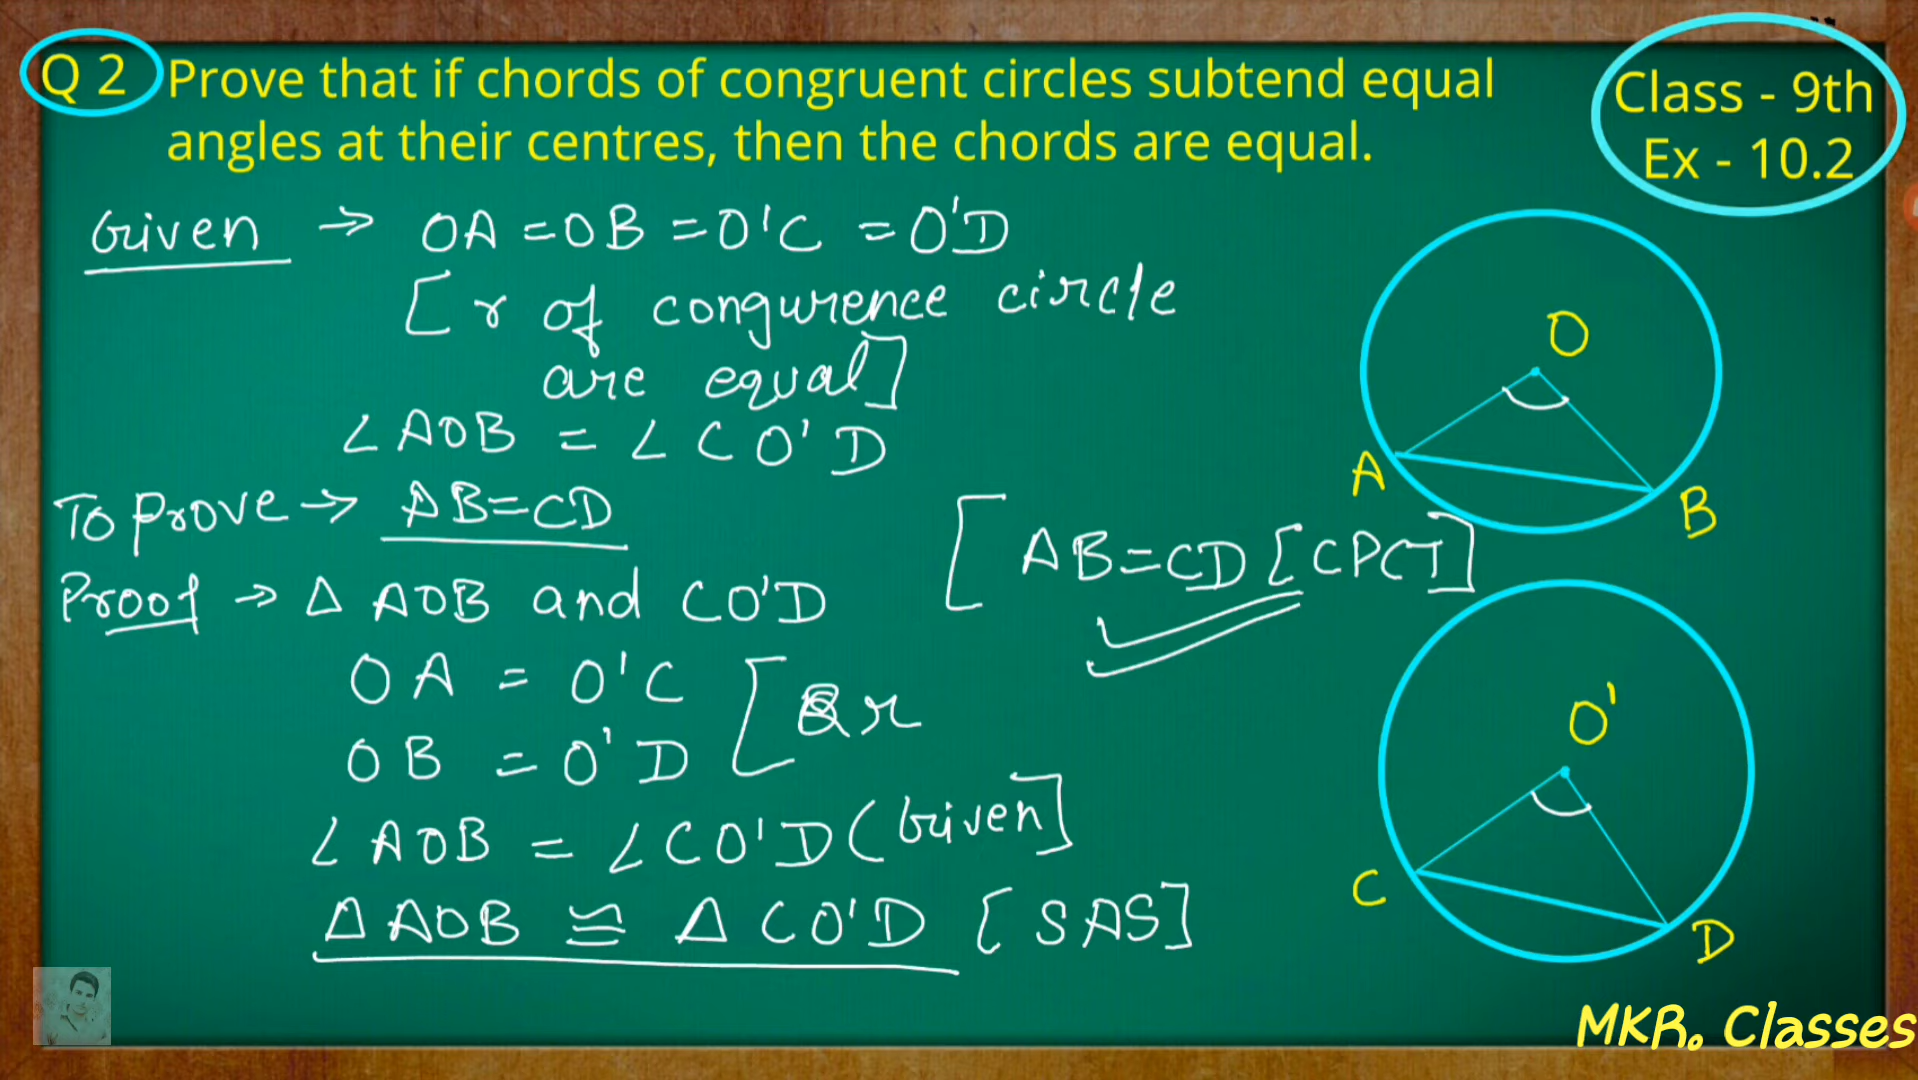 Q 2 Prove that if chords of congruent circles subtend equal
angles at their centres, then the chords are equal.
Class - 9th
Ex - 10.2
Given → OA = OB = O'C = O'D
[ r of congurence circle
are equal]
∠AOB = ∠CO'D
To prove → AB=CD
Proof → Δ AOB and CO'D
OA = O'C
OB = O'D [ r
∠AOB = ∠CO'D (Given]
Δ AOB ≅ Δ CO'D [SAS]
[ AB=CD [CPCT]
O
A
B
O'
C
D
MKR. Classes